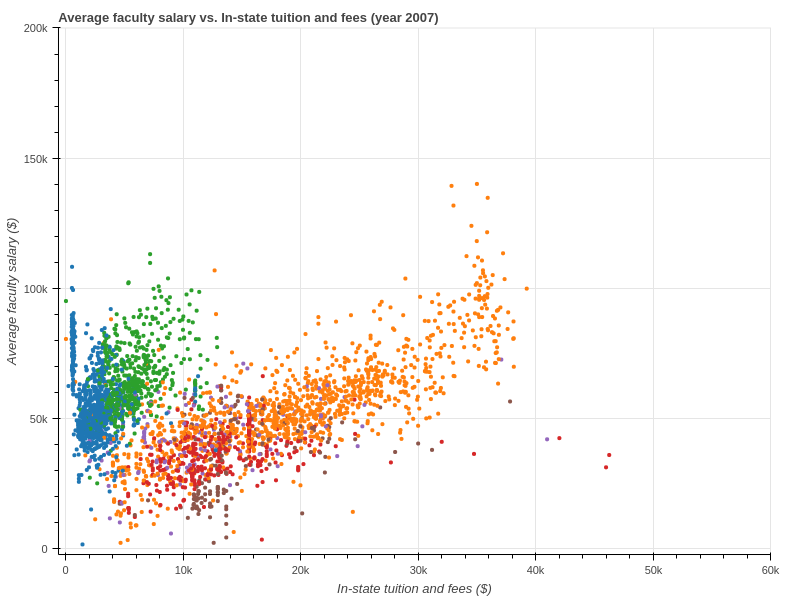 Average faculty salary vs. In-state tuition and fees (year 2007)
200k
150k
100k
50k
0
Average faculty salary ($)
0 10k 20k 30k 40k 50k 60k
In-state tuition and fees ($)